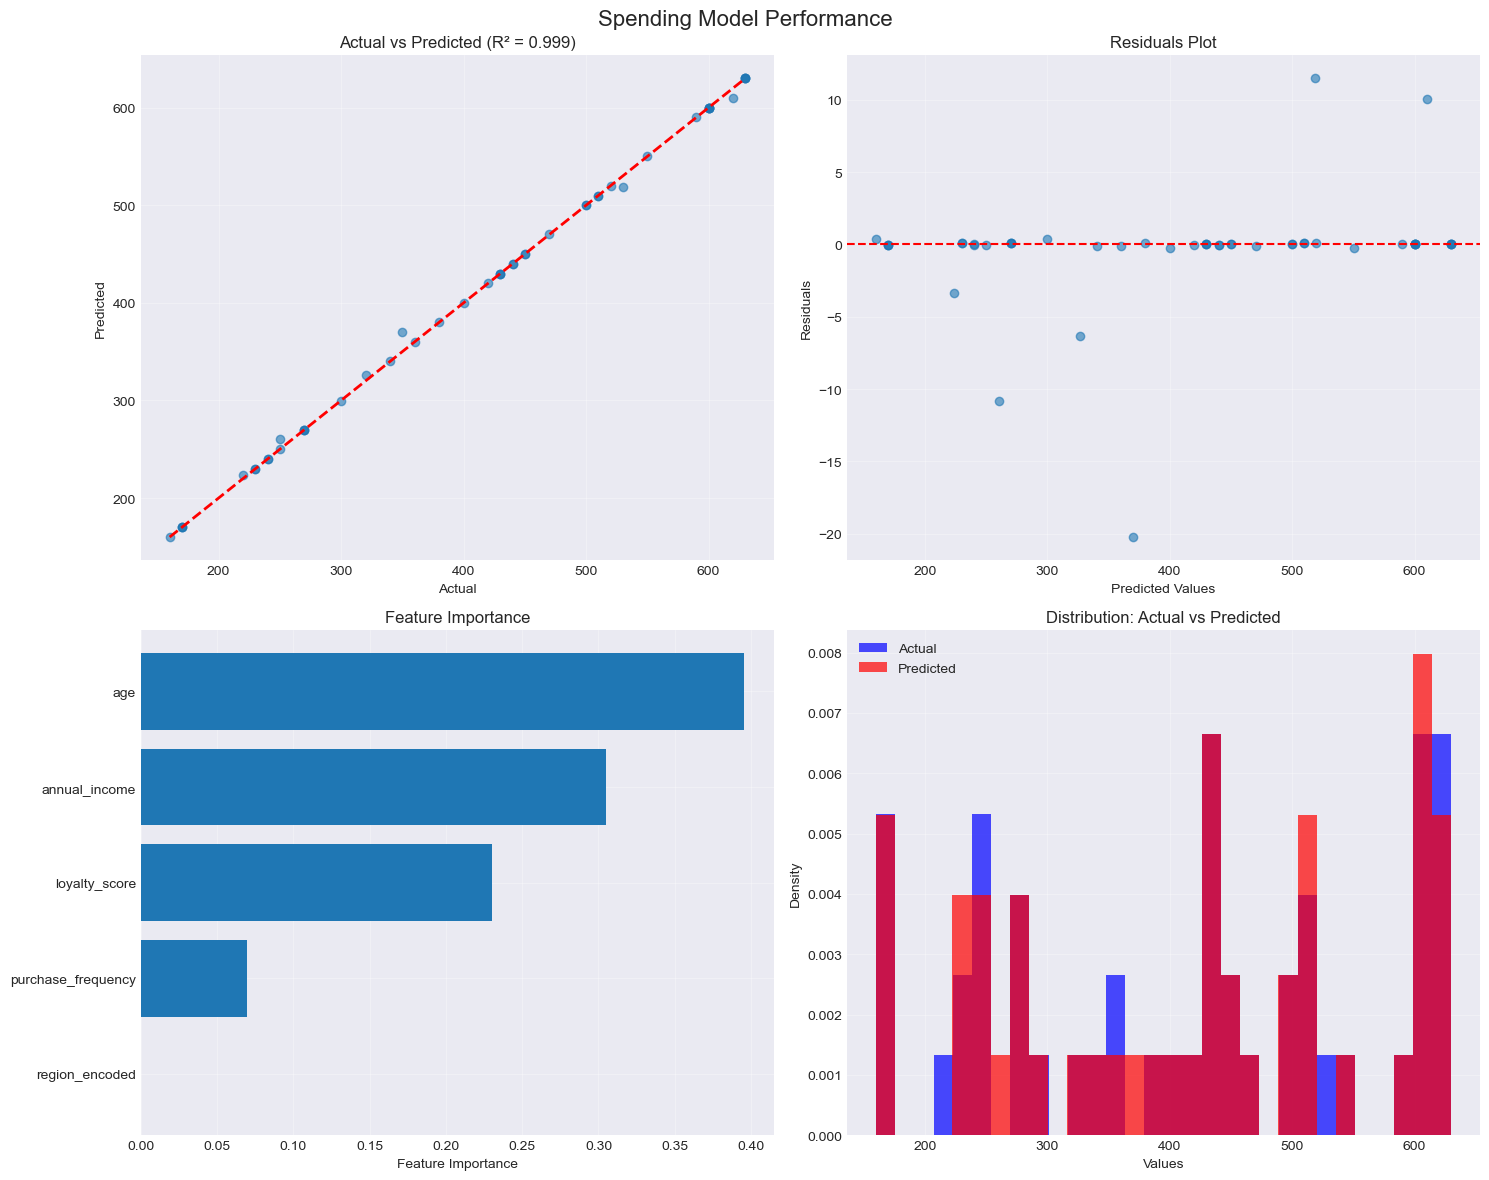 Spending Model Performance
Actual vs Predicted (R² = 0.999)
Predicted
600
500
400
300
200
200 300 400 500 600
Actual
Residuals Plot
Residuals
10
5
0
−5
−10
−15
−20
200 300 400 500 600
Predicted Values
Feature Importance
age
annual_income
loyalty_score
purchase_frequency
region_encoded
0.00 0.05 0.10 0.15 0.20 0.25 0.30 0.35 0.40
Feature Importance
Distribution: Actual vs Predicted
Actual
Predicted
Density
0.008
0.007
0.006
0.005
0.004
0.003
0.002
0.001
0.000
200 300 400 500 600
Values